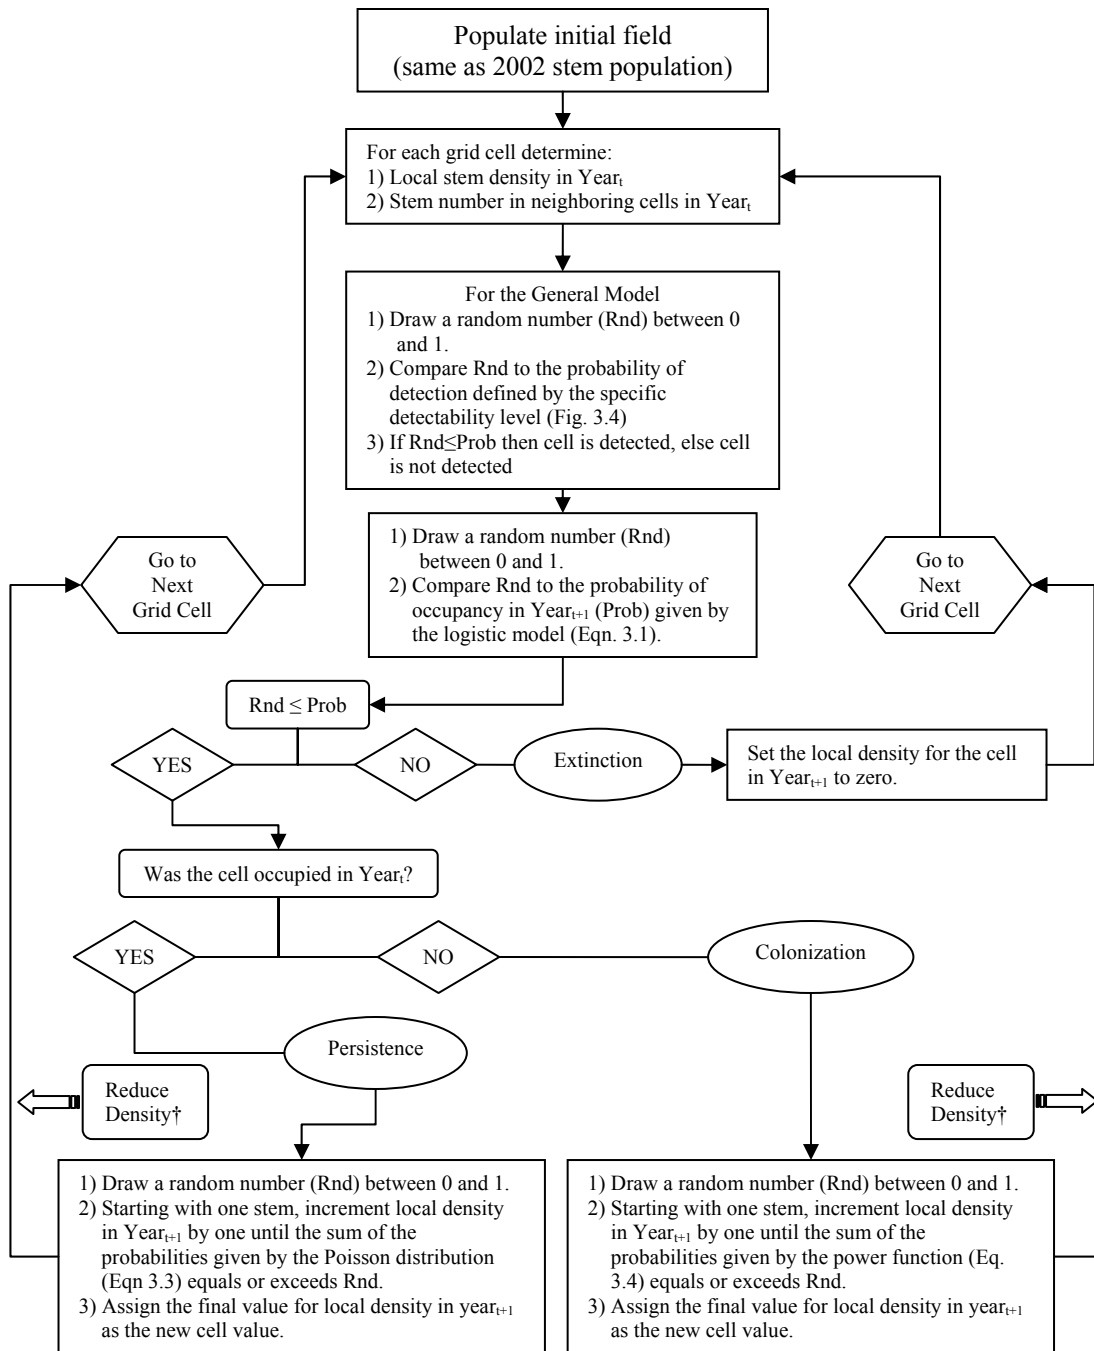 Populate initial field
(same as 2002 stem population)
For each grid cell determine:
1) Local stem density in Yearₜ
2) Stem number in neighboring cells in Yearₜ
For the General Model
1) Draw a random number (Rnd) between 0
and 1.
2) Compare Rnd to the probability of
detection defined by the specific
detectability level (Fig. 3.4)
3) If Rnd≤Prob then cell is detected, else cell
is not detected
1) Draw a random number (Rnd)
between 0 and 1.
2) Compare Rnd to the probability of
occupancy in Yearₜ₊₁ (Prob) given by
the logistic model (Eqn. 3.1).
Go to
Next
Grid Cell
Go to
Next
Grid Cell
Rnd ≤ Prob
YES
NO
Extinction
Set the local density for the cell
in Yearₜ₊₁ to zero.
Was the cell occupied in Yearₜ?
YES
NO
Colonization
Persistence
Reduce
Density†
Reduce
Density†
1) Draw a random number (Rnd) between 0 and 1.
2) Starting with one stem, increment local density
in Yearₜ₊₁ by one until the sum of the
probabilities given by the Poisson distribution
(Eqn 3.3) equals or exceeds Rnd.
3) Assign the final value for local density in yearₜ₊₁
as the new cell value.
1) Draw a random number (Rnd) between 0 and 1.
2) Starting with one stem, increment local density
in Yearₜ₊₁ by one until the sum of the
probabilities given by the power function (Eq.
3.4) equals or exceeds Rnd.
3) Assign the final value for local density in yearₜ₊₁
as the new cell value.